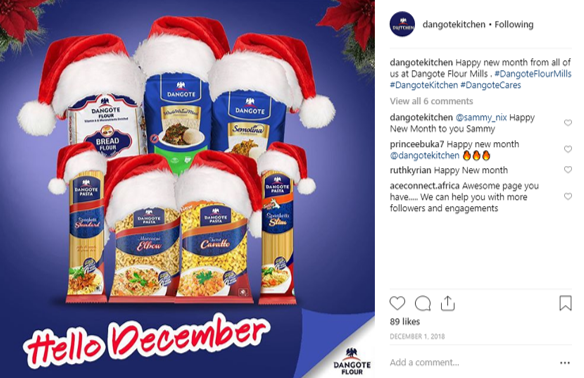 DANGOTE
FLOUR
BREAD
FLOUR
DANGOTE
DANGOTE
Semolina
DANGOTE
PASTA
Spaghetti
Standard
DANGOTE
PASTA
Macaroni
Elbow
DANGOTE
PASTA
Cavatte
DANGOTE
PASTA
Spaghetti
Slim
Hello December
DANGOTE
FLOUR
dangotekitchen • Following
dangotekitchen Happy new month from all of
us at Dangote Flour Mills . #DangoteFlourMills
#DangoteKitchen #DangoteCares
View all 6 comments
dangotekitchen @sammy_nix Happy
New Month to you Sammy
princeebuka7 Happy new month
@dangotekitchen 🔥🔥🔥
ruthkyrian Happy New month
aceconnect.africa Awesome page you
have..... We can help you with more
followers and engagements
89 likes
DECEMBER 1, 2018
Add a comment...